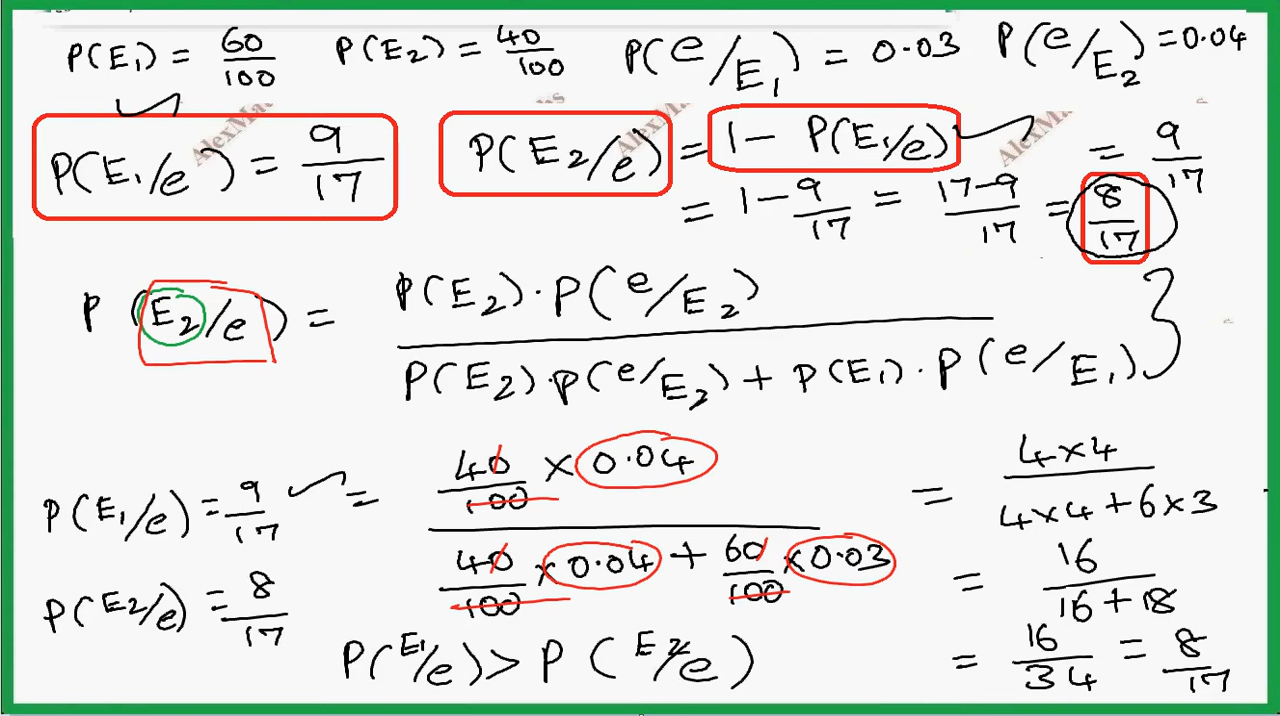 P(E₁) = 60/100 P(E₂) = 40/100 P(e/E₁) = 0.03 P(e/E₂) = 0.04
P(E₁/e) = 9/17 P(E₂/e) = 1 - P(E₁/e) = 9/17
= 1 - 9/17 = 17-9/17 = 8/17
P(E₂/e) = P(E₂)·P(e/E₂) / P(E₂)·P(e/E₂) + P(E₁)·P(e/E₁) }
P(E₁/e) = 9/17 = 40/100 × 0.04 / 40/100 × 0.04 + 60/100 × 0.03 = 4×4 / 4×4+6×3
P(E₂/e) = 8/17 = 16/16+18
P(E₁/e) > P(E₂/e) = 16/34 = 8/17